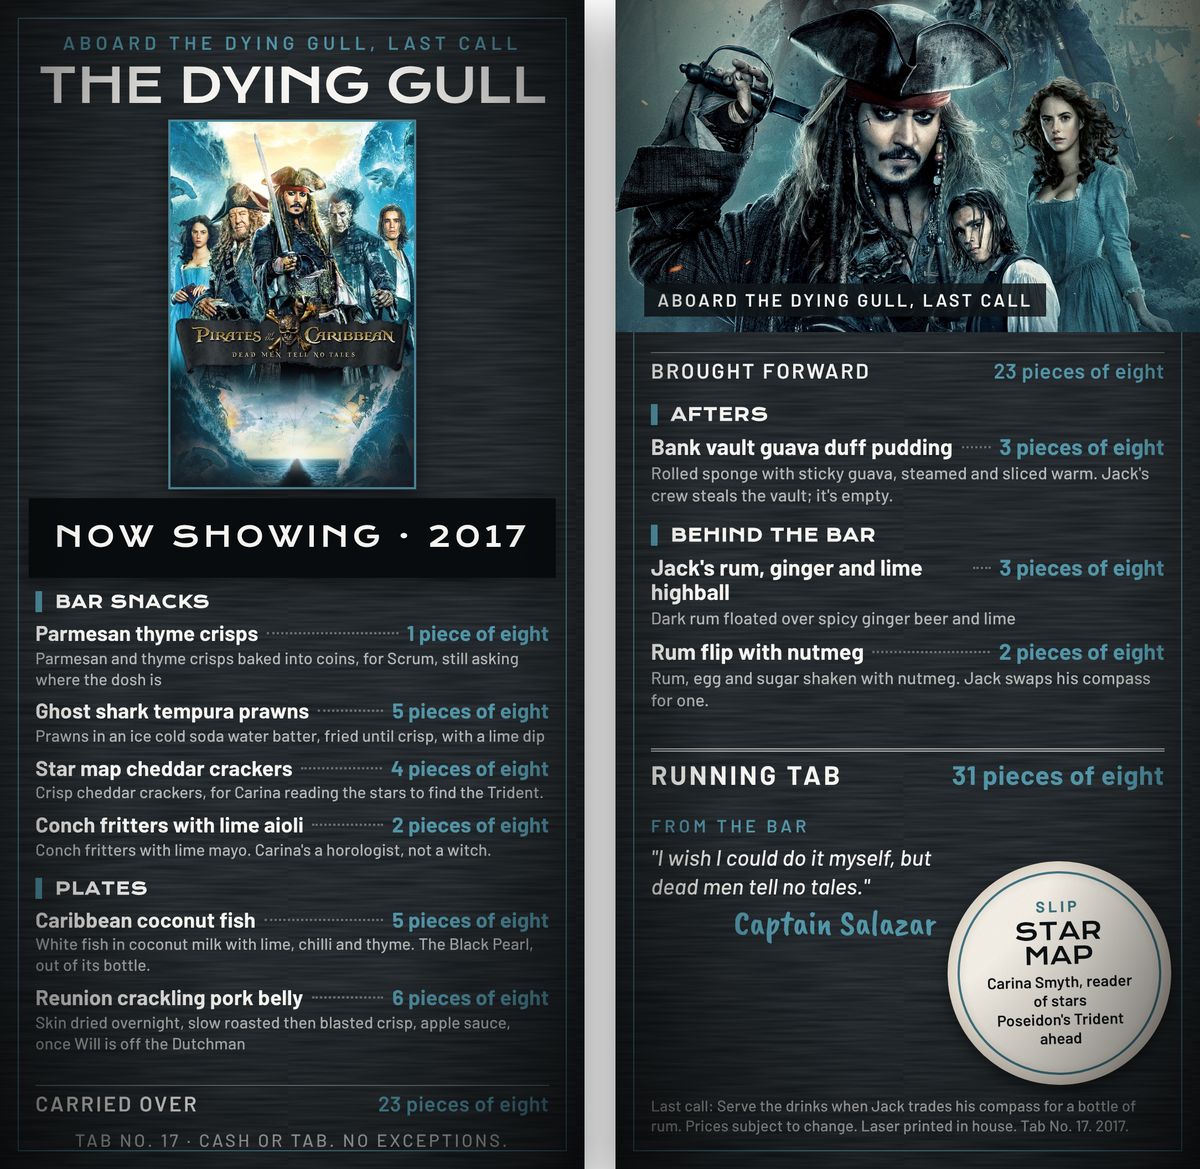 ABOARD THE DYING GULL, LAST CALL
THE DYING GULL
PIRATES of the CARIBBEAN
DEAD MEN TELL NO TALES
NOW SHOWING · 2017
BAR SNACKS
Parmesan thyme crisps 1 piece of eight
Parmesan and thyme crisps baked into coins, for Scrum, still asking
where the dosh is
Ghost shark tempura prawns 5 pieces of eight
Prawns in an ice cold soda water batter, fried until crisp, with a lime dip
Star map cheddar crackers 4 pieces of eight
Crisp cheddar crackers, for Carina reading the stars to find the Trident.
Conch fritters with lime aioli 2 pieces of eight
Conch fritters with lime mayo. Carina's a horologist, not a witch.
PLATES
Caribbean coconut fish 5 pieces of eight
White fish in coconut milk with lime, chilli and thyme. The Black Pearl,
out of its bottle.
Reunion crackling pork belly 6 pieces of eight
Skin dried overnight, slow roasted then blasted crisp, apple sauce,
once Will is off the Dutchman
CARRIED OVER 23 pieces of eight
TAB NO. 17 · CASH OR TAB. NO EXCEPTIONS.
ABOARD THE DYING GULL, LAST CALL
BROUGHT FORWARD 23 pieces of eight
AFTERS
Bank vault guava duff pudding 3 pieces of eight
Rolled sponge with sticky guava, steamed and sliced warm. Jack's
crew steals the vault; it's empty.
BEHIND THE BAR
Jack's rum, ginger and lime 3 pieces of eight
highball
Dark rum floated over spicy ginger beer and lime
Rum flip with nutmeg 2 pieces of eight
Rum, egg and sugar shaken with nutmeg. Jack swaps his compass
for one.
RUNNING TAB 31 pieces of eight
FROM THE BAR
"I wish I could do it myself, but
dead men tell no tales."
Captain Salazar
SLIP
STAR
MAP
Carina Smyth, reader
of stars
Poseidon's Trident
ahead
Last call: Serve the drinks when Jack trades his compass for a bottle of
rum. Prices subject to change. Laser printed in house. Tab No. 17. 2017.